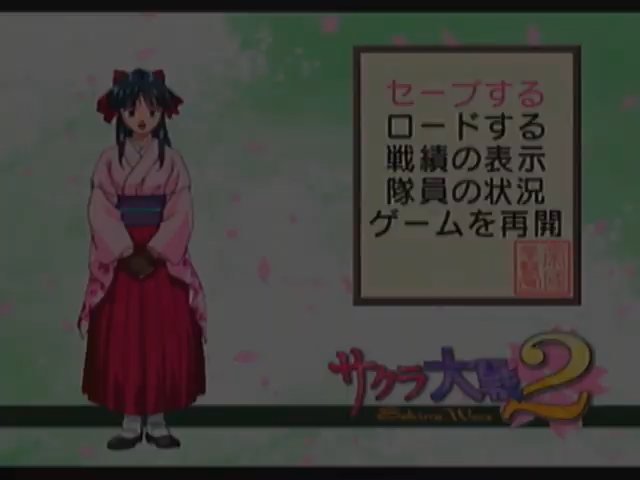 セーブする
ロードする
戦績の表示
隊員の状況
ゲームを再開
サクラ大戦2
Sakura Wars